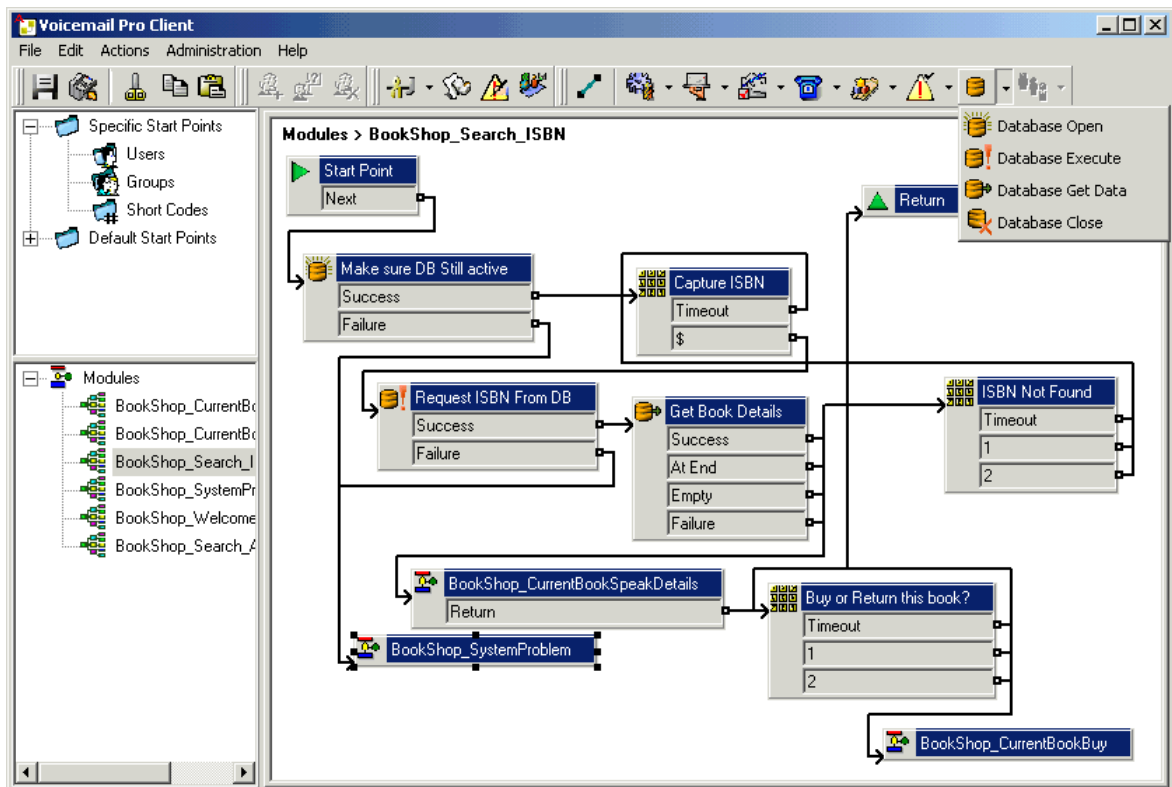 Voicemail Pro Client
File Edit Actions Administration Help
Specific Start Points
Users
Groups
Short Codes
Default Start Points
Modules
BookShop_CurrentBo
BookShop_CurrentBo
BookShop_Search_I
BookShop_SystemPr
BookShop_Welcome
BookShop_Search_A
Modules > BookShop_Search_ISBN
Start Point
Next
Return
Database Open
Database Execute
Database Get Data
Database Close
Make sure DB Still active
Success
Failure
Capture ISBN
Timeout
$
Request ISBN From DB
Success
Failure
Get Book Details
Success
At End
Empty
Failure
ISBN Not Found
Timeout
1
2
BookShop_CurrentBookSpeakDetails
Return
BookShop_SystemProblem
Buy or Return this book?
Timeout
1
2
BookShop_CurrentBookBuy